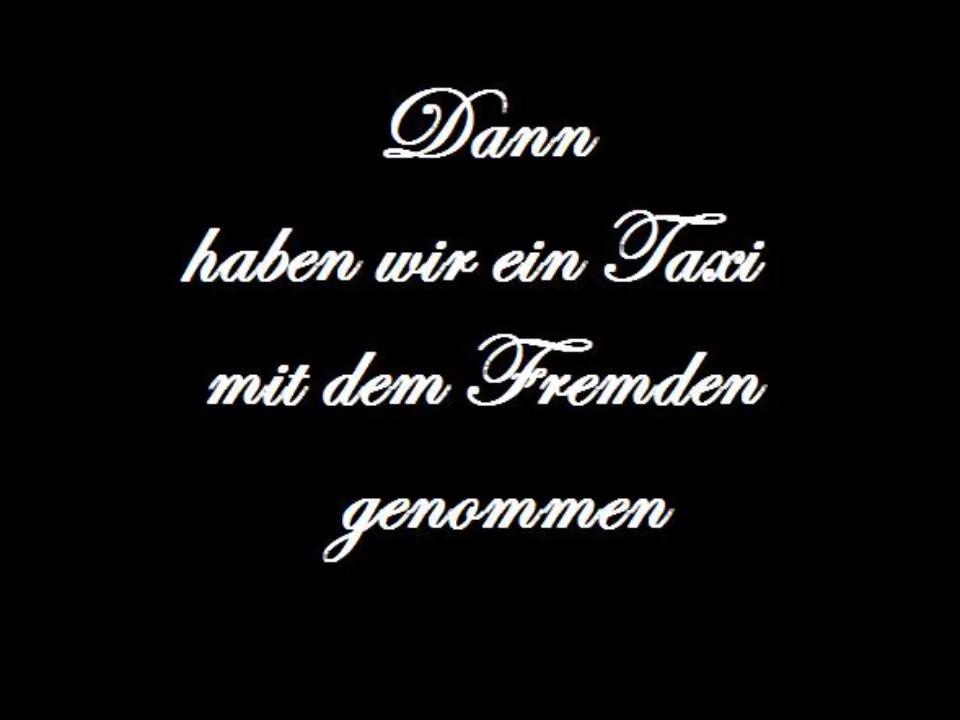 Dann
haben wir ein Taxi
mit dem Fremden
genommen